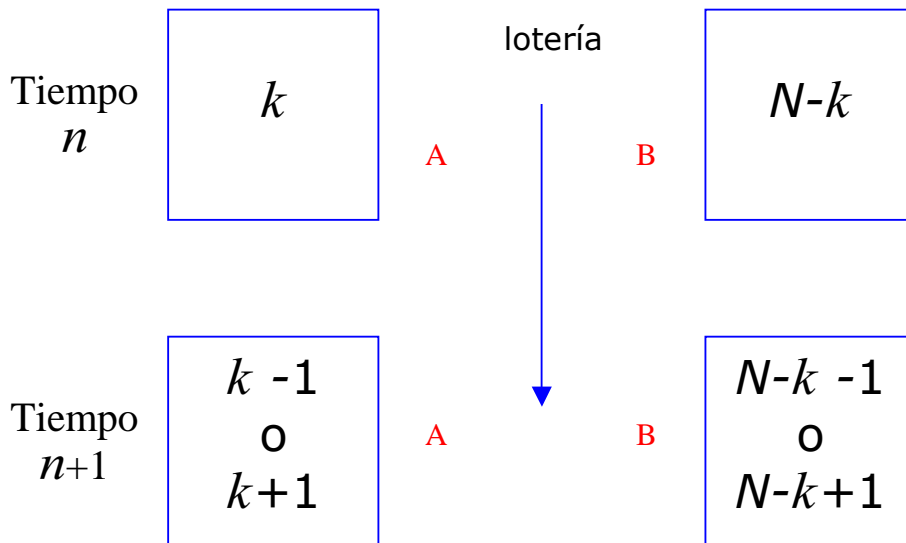 lotería
Tiempo
n
k
A
B
N-k
Tiempo
n+1
k -1
o
k+1
A
B
N-k -1
o
N-k+1